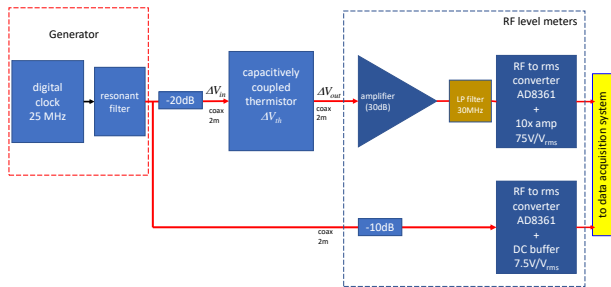 Generator
RF level meters
digital
clock
25 MHz
resonant
filter
-20dB
ΔVin
coax
2m
capacitively
coupled
thermistor
ΔVth
ΔVout
coax
2m
amplifier
(30dB)
LP filter
30MHz
RF to rms
converter
AD8361
+
10x amp
75V/Vrms
to data acquisition system
coax
2m
-10dB
RF to rms
converter
AD8361
+
DC buffer
7.5V/Vrms